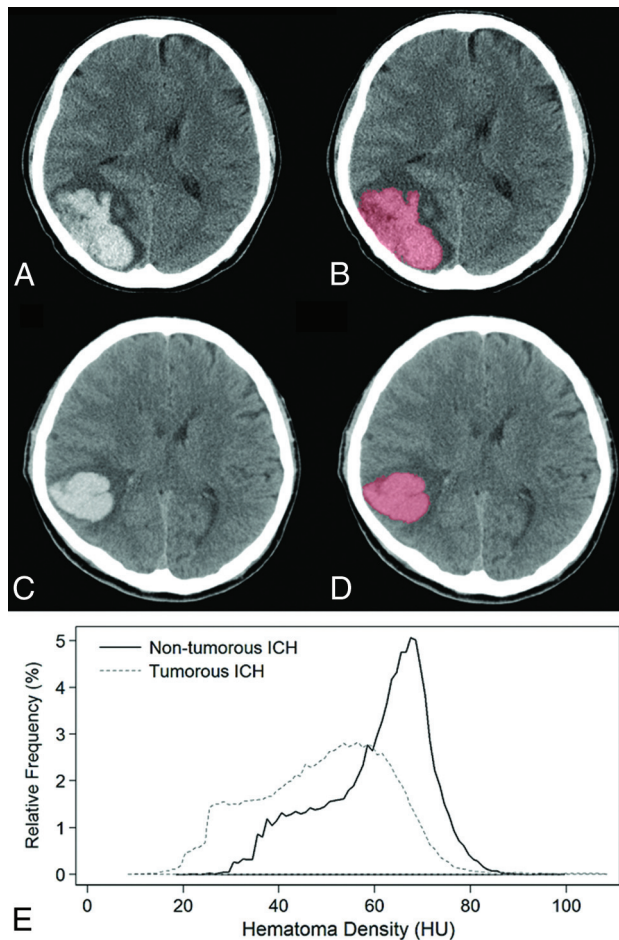 A
B
C
D
5
4
3
2
1
0
Relative Frequency (%)
Non-tumorous ICH
Tumorous ICH
0 20 40 60 80 100
Hematoma Density (HU)
E